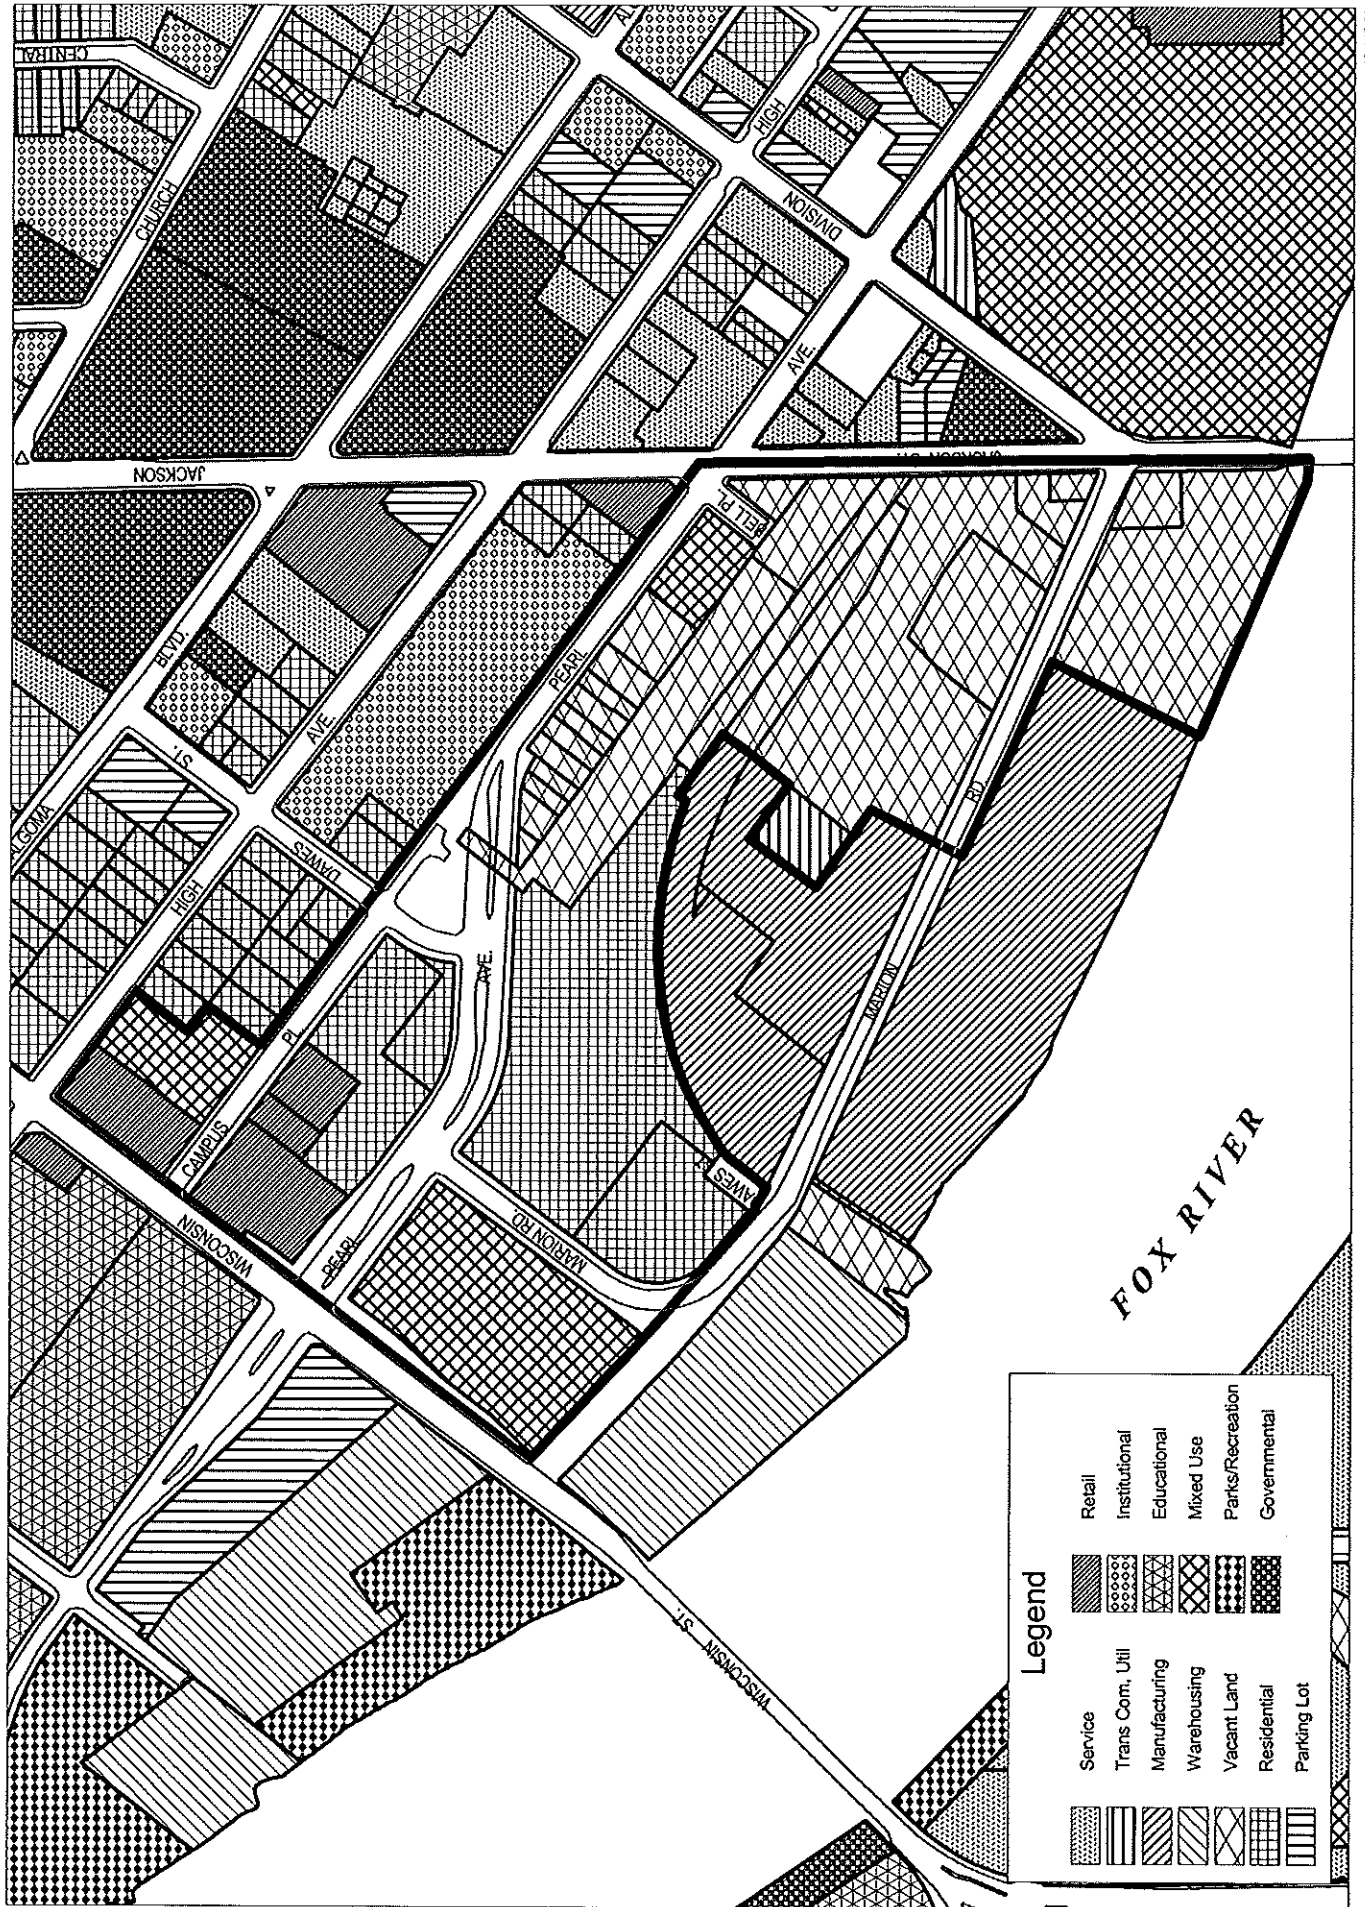 CENTRAL
CHURCH
HIGH
DIVISION
JACKSON
AVE.
BELL PL.
BLVD.
PEARL
ST.
AVE.
ALGOMA
DAWES
HIGH
RD
AVE.
PL.
MARION
CAMPUS
WISCONSIN
PEARL
MARION RD.
AWES
FOX RIVER
WISCONSIN ST.
Legend
Service
Trans Com, Util
Manufacturing
Warehousing
Vacant Land
Residential
Parking Lot
Retail
Institutional
Educational
Mixed Use
Parks/Recreation
Governmental